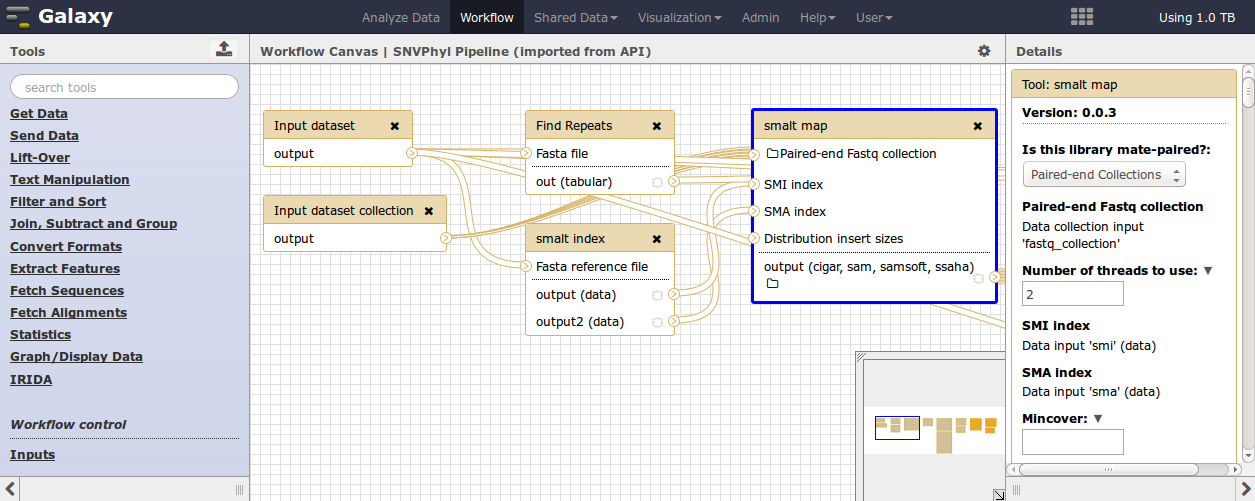 Galaxy
Analyze Data
Workflow
Shared Data
Visualization
Admin
Help
User
Using 1.0 TB
Tools
search tools
Get Data
Send Data
Lift-Over
Text Manipulation
Filter and Sort
Join, Subtract and Group
Convert Formats
Extract Features
Fetch Sequences
Fetch Alignments
Statistics
Graph/Display Data
IRIDA
Workflow control
Inputs
Workflow Canvas | SNVPhyl Pipeline (imported from API)
Input dataset
output
Input dataset collection
output
Find Repeats
Fasta file
out (tabular)
smalt index
Fasta reference file
output (data)
output2 (data)
smalt map
Paired-end Fastq collection
SMI index
SMA index
Distribution insert sizes
output (cigar, sam, samsoft, ssaha)
Details
Tool: smalt map
Version: 0.0.3
Is this library mate-paired?:
Paired-end Collections
Paired-end Fastq collection
Data collection input
'fastq_collection'
Number of threads to use:
2
SMI index
Data input 'smi' (data)
SMA index
Data input 'sma' (data)
Mincover: